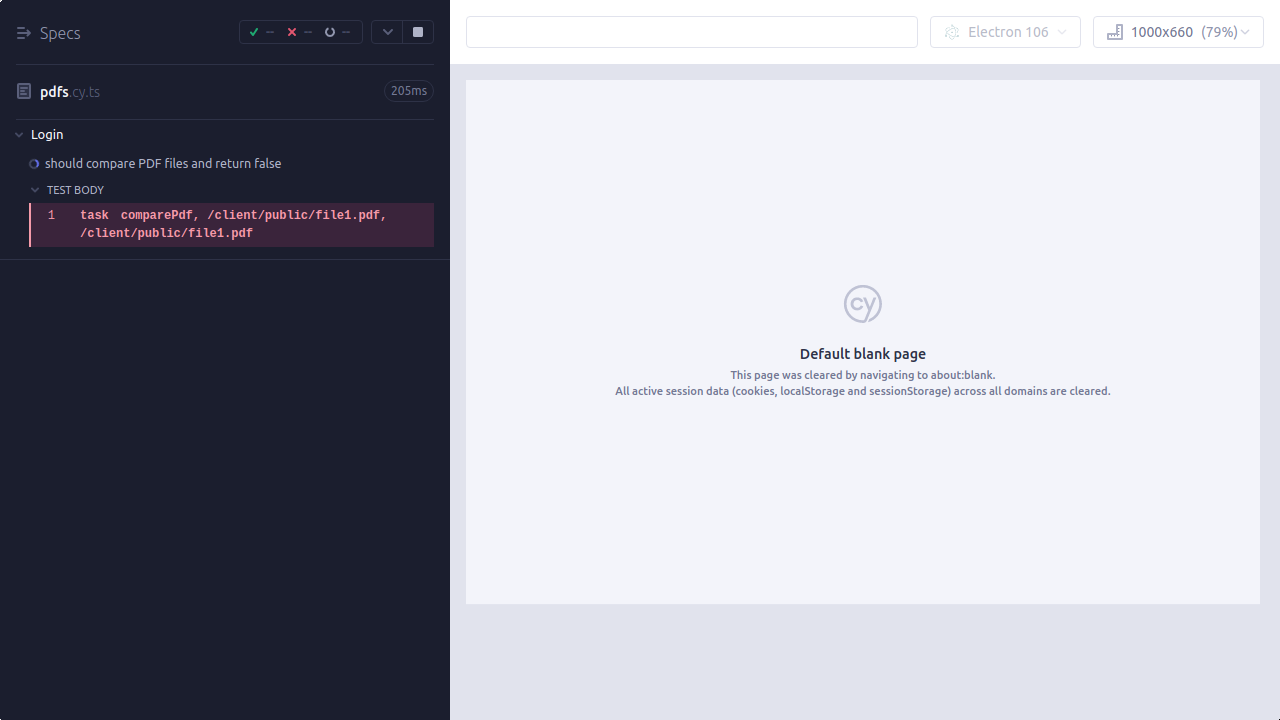 Specs
--
--
--
Electron 106
1000x660 (79%)
pdfs.cy.ts
205ms
Login
should compare PDF files and return false
TEST BODY
1 task comparePdf, /client/public/file1.pdf,
/client/public/file1.pdf
cy
Default blank page
This page was cleared by navigating to about:blank.
All active session data (cookies, localStorage and sessionStorage) across all domains are cleared.